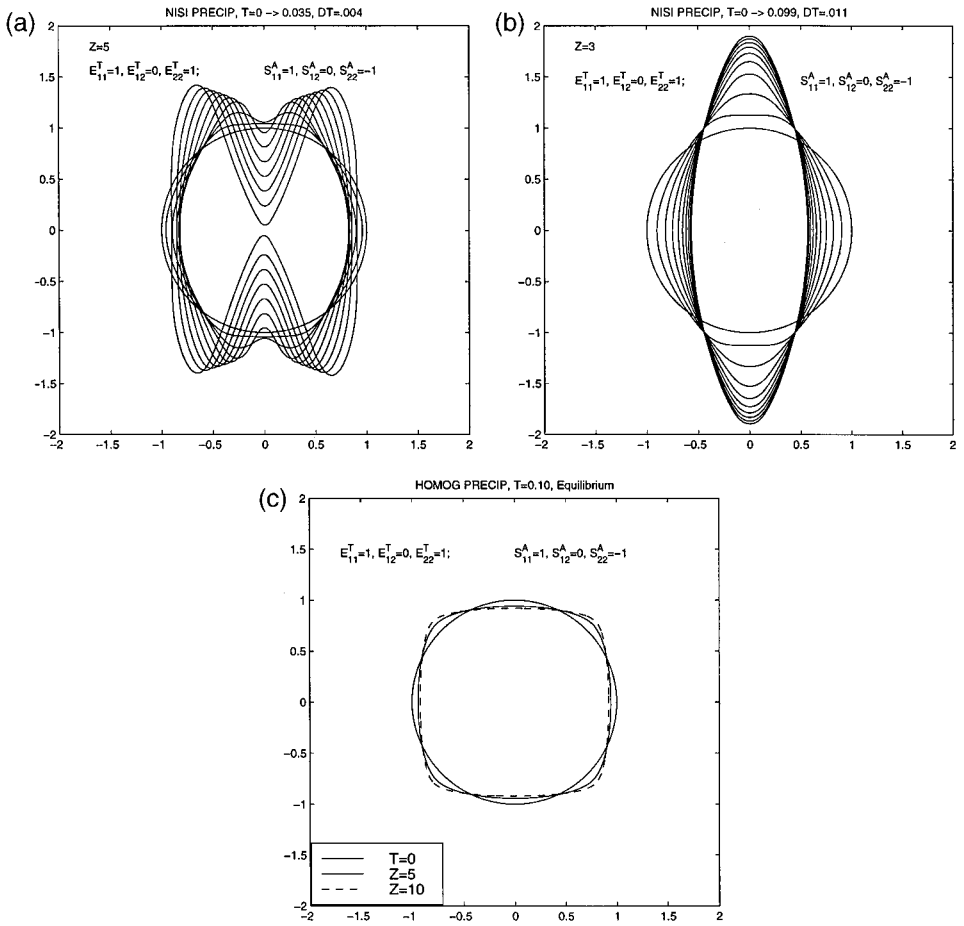 (a)
NISI PRECIP, T=0 -> 0.035, DT=.004
Z=5
E^T_11=1, E^T_12=0, E^T_22=1; S^A_11=1, S^A_12=0, S^A_22=-1
2
1.5
1
0.5
0
-0.5
-1
-1.5
-2
-2 -1.5 -1 -0.5 0 0.5 1 1.5 2
(b)
NISI PRECIP, T=0 -> 0.099, DT=.011
Z=3
E^T_11=1, E^T_12=0, E^T_22=1; S^A_11=1, S^A_12=0, S^A_22=-1
2
1.5
1
0.5
0
-0.5
-1
-1.5
-2
-2 -1.5 -1 -0.5 0 0.5 1 1.5 2
(c)
HOMOG PRECIP, T=0.10, Equilibrium
E^T_11=1, E^T_12=0, E^T_22=1; S^A_11=1, S^A_12=0, S^A_22=-1
2
1.5
1
0.5
0
-0.5
-1
-1.5
-2
T=0
Z=5
Z=10
-2 -1.5 -1 -0.5 0 0.5 1 1.5 2